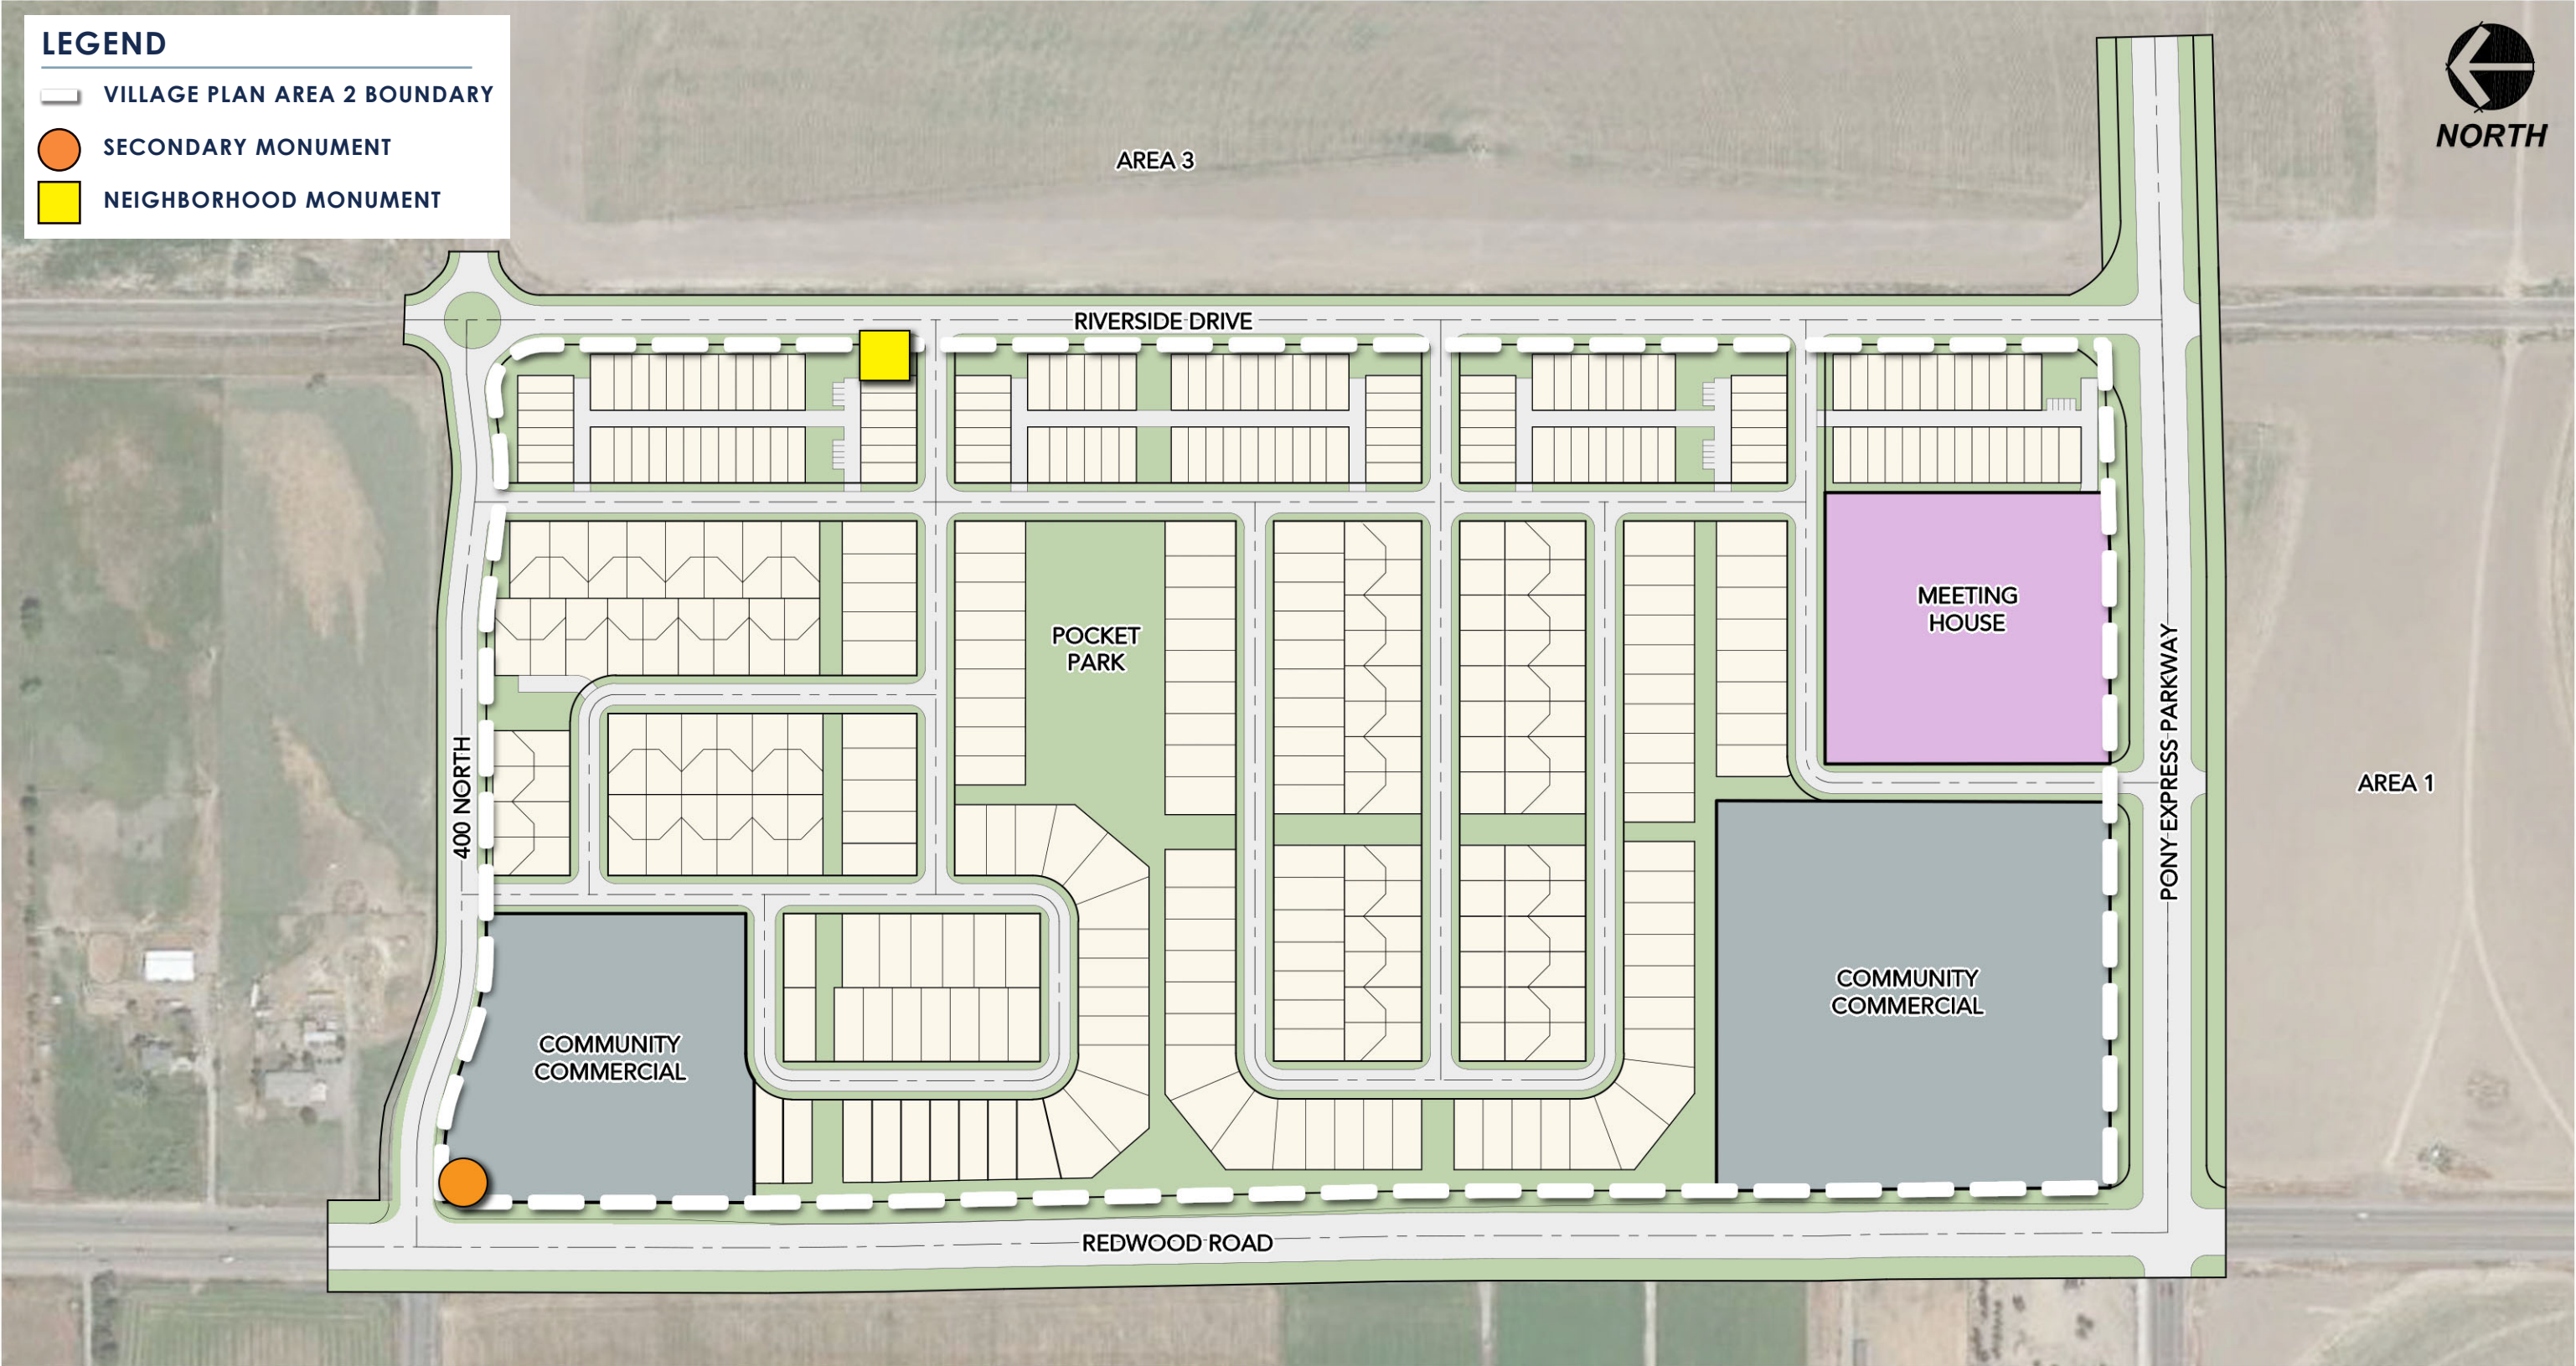 LEGEND
VILLAGE PLAN AREA 2 BOUNDARY
SECONDARY MONUMENT
NEIGHBORHOOD MONUMENT
NORTH
AREA 3
RIVERSIDE DRIVE
POCKET
PARK
MEETING
HOUSE
400 NORTH
PONY EXPRESS PARKWAY
AREA 1
COMMUNITY
COMMERCIAL
COMMUNITY
COMMERCIAL
REDWOOD ROAD